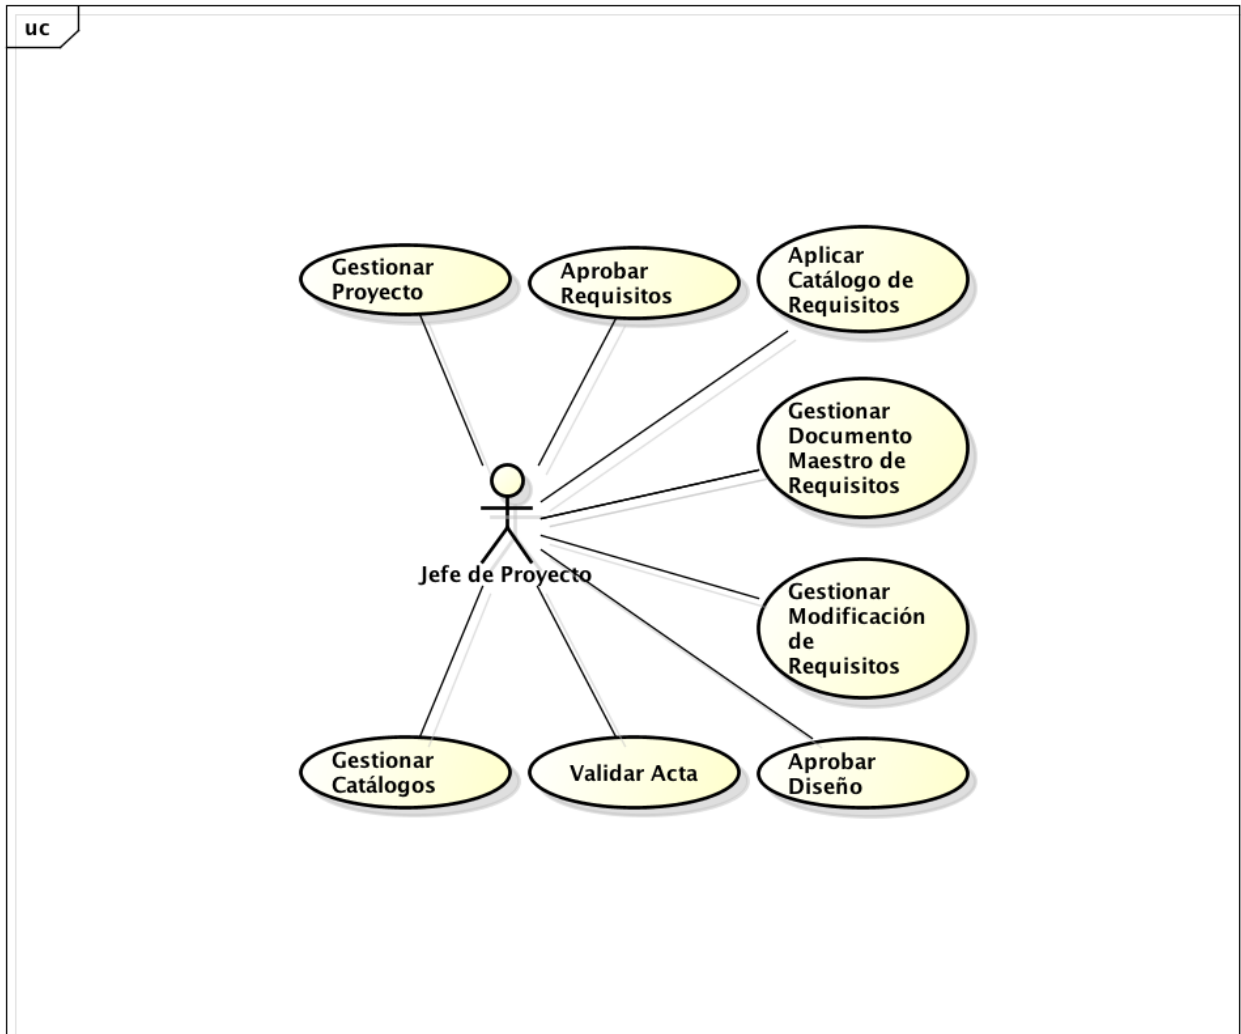 uc
Gestionar
Proyecto
Aprobar
Requisitos
Aplicar
Catálogo de
Requisitos
Gestionar
Documento
Maestro de
Requisitos
Jefe de Proyecto
Gestionar
Modificación
de
Requisitos
Gestionar
Catálogos
Validar Acta
Aprobar
Diseño